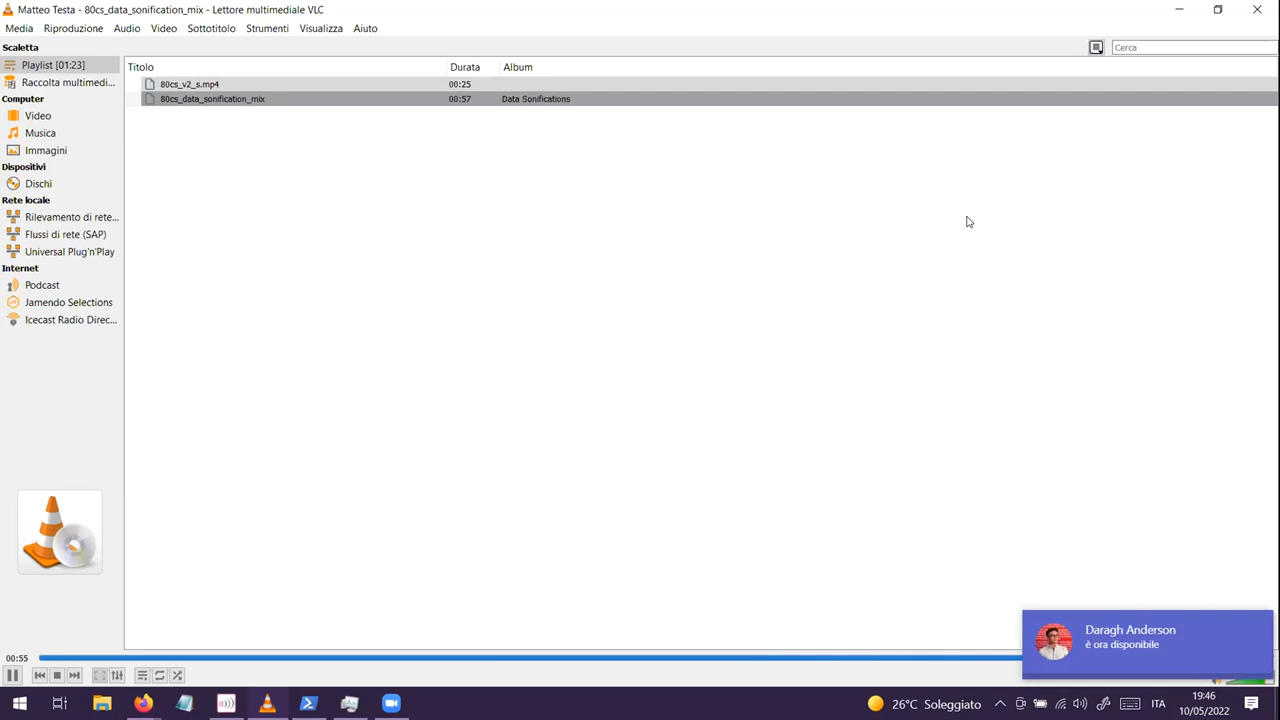 Matteo Testa - 80cs_data_sonification_mix - Lettore multimediale VLC
Media Riproduzione Audio Video Sottotitolo Strumenti Visualizza Aiuto
Scaletta
Cerca
Playlist [01:23]
Titolo Durata Album
Raccolta multimedi...
80cs_v2_s.mp4 00:25
Computer
80cs_data_sonification_mix 00:57 Data Sonifications
Video
Musica
Immagini
Dispositivi
Dischi
Rete locale
Rilevamento di rete...
Flussi di rete (SAP)
Universal Plug'n'Play
Internet
Podcast
Jamendo Selections
Icecast Radio Direc...
Daragh Anderson
è ora disponibile
00:55
26°C Soleggiato
ITA
19:46
10/05/2022